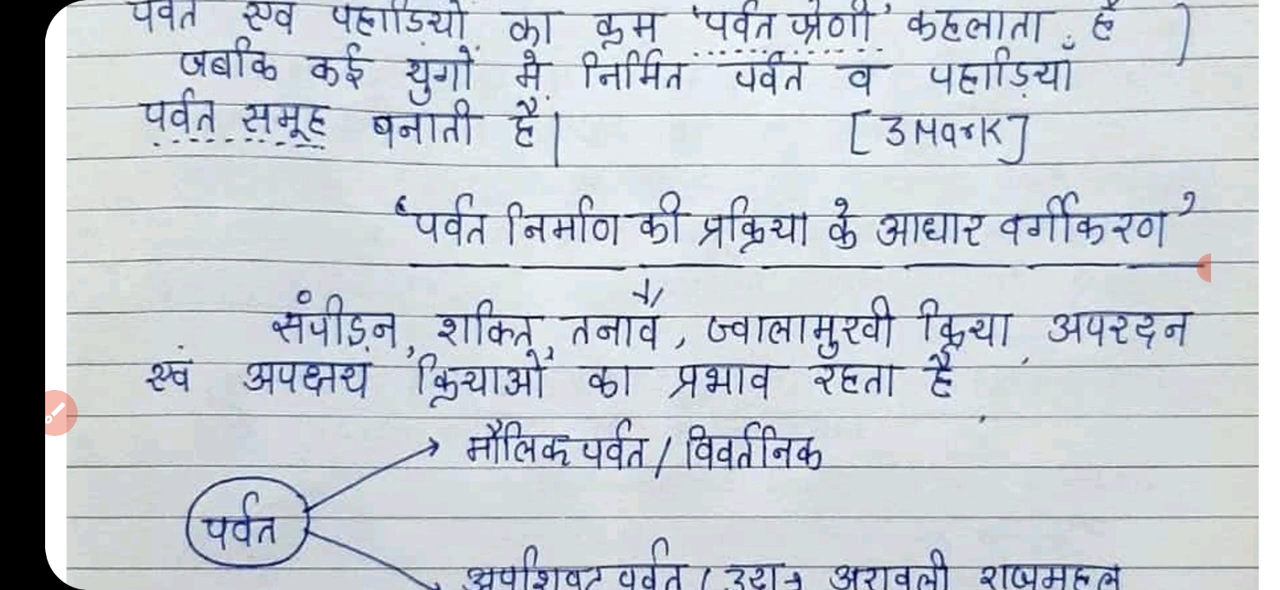 पर्वत एवं पहाड़ियों का क्रम 'पर्वत श्रेणी' कहलाता है
जबकि कई युगों में निर्मित पर्वत व पहाड़ियां
पर्वत समूह बनाती हैं। [3 Mark]
“पर्वत निर्माण की प्रक्रिया के आधार वर्गीकरण”
संपीड़न, शक्ति, तनाव, ज्वालामुखी क्रिया, अपरदन
एवं अपक्षय क्रियाओं का प्रभाव रहता है
मौलिक पर्वत / विवर्तनिक
पर्वत
अपशिष्ट पर्वत / उदा→ अरावली राजमहल